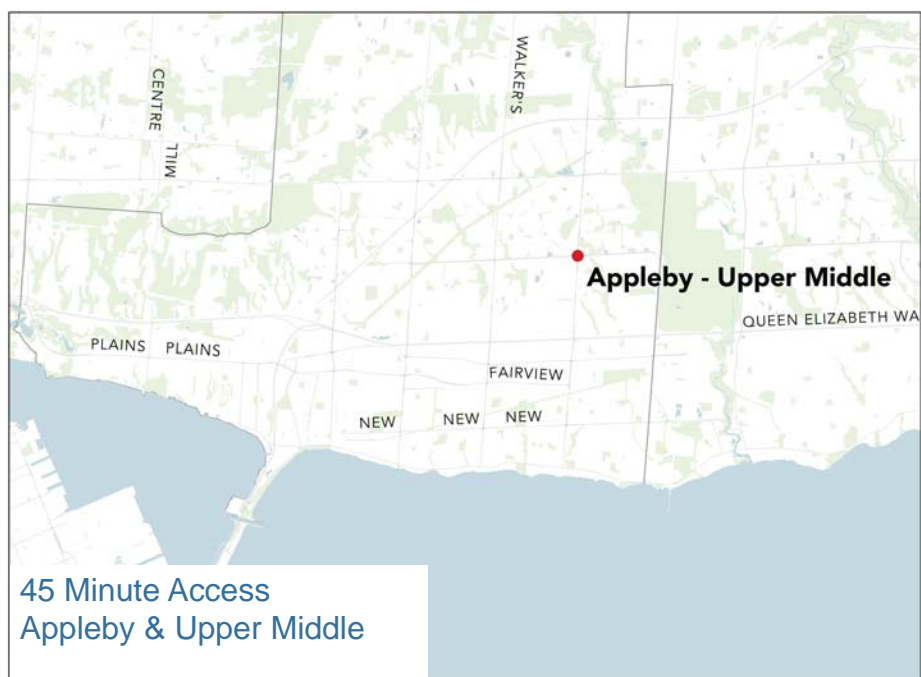 WALKER'S
CENTRE
MILL
Appleby - Upper Middle
QUEEN ELIZABETH WA
PLAINS PLAINS
FAIRVIEW
NEW NEW NEW
45 Minute Access
Appleby & Upper Middle